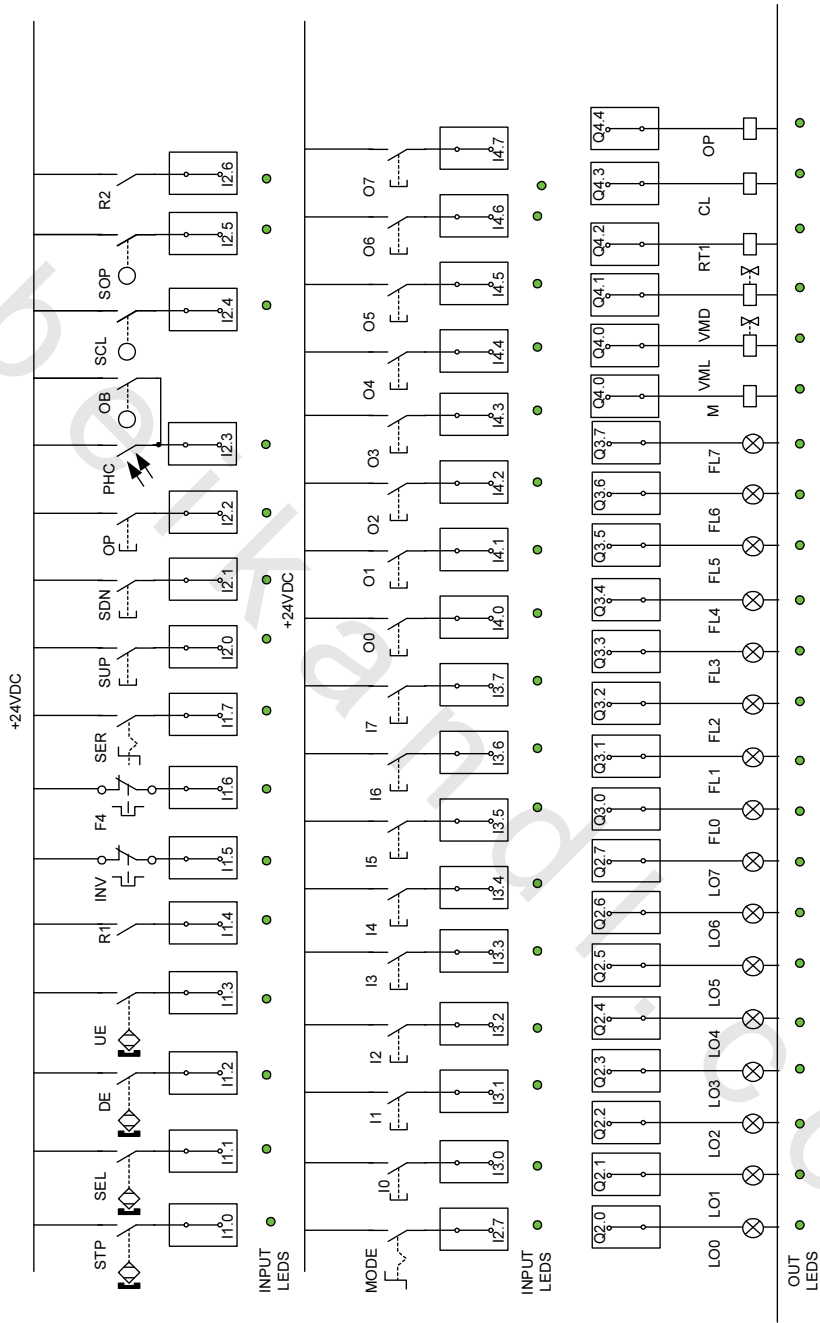 +24VDC
STP SEL DE UE R1 INV F4 SER SUP SDN OP PHC OB SCL SOP R2
I1.0 I1.1 I1.2 I1.3 I1.4 I1.5 I1.6 I1.7 I2.0 I2.1 I2.2 I2.3 I2.4 I2.5 I2.6
INPUT
LEDS
+24VDC
MODE I0 I1 I2 I3 I4 I5 I6 I7 O0 O1 O2 O3 O4 O5 O6 O7
I2.7 I3.0 I3.1 I3.2 I3.3 I3.4 I3.5 I3.6 I3.7 I4.0 I4.1 I4.2 I4.3 I4.4 I4.5 I4.6 I4.7
INPUT
LEDS
Q2.0 Q2.1 Q2.2 Q2.3 Q2.4 Q2.5 Q2.6 Q2.7 Q3.0 Q3.1 Q3.2 Q3.3 Q3.4 Q3.5 Q3.6 Q3.7 Q4.0 Q4.0 Q4.1 Q4.2 Q4.3 Q4.4
LO0 LO1 LO2 LO3 LO4 LO5 LO6 LO7 FL0 FL1 FL2 FL3 FL4 FL5 FL6 FL7 M VML VMD RT1 CL OP
OUT
LEDS
beikandl.co